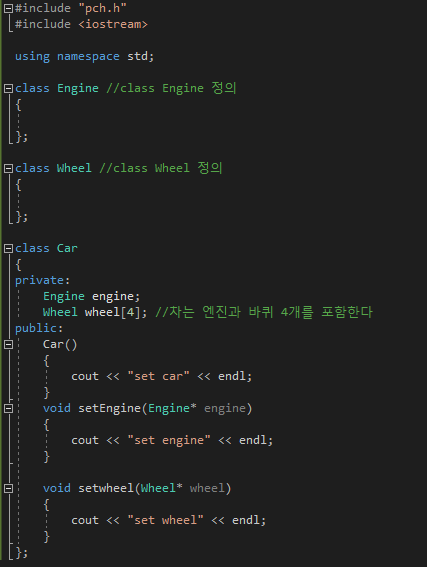 #include "pch.h"
#include <iostream>
using namespace std;
class Engine //class Engine 정의
{
};
class Wheel //class Wheel 정의
{
};
class Car
{
private:
Engine engine;
Wheel wheel[4]; //차는 엔진과 바퀴 4개를 포함한다
public:
Car()
{
cout << "set car" << endl;
}
void setEngine(Engine* engine)
{
cout << "set engine" << endl;
}
void setwheel(Wheel* wheel)
{
cout << "set wheel" << endl;
}
};